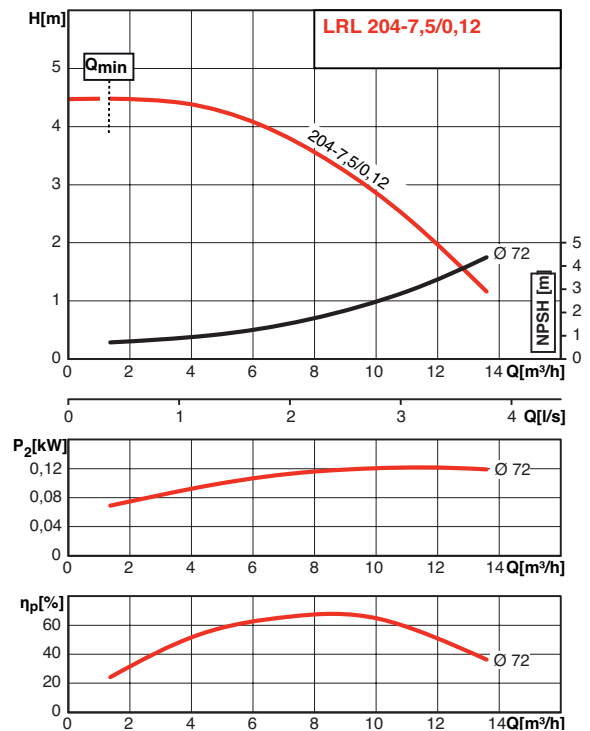 H[m]
LRL 204-7,5/0,12
Qmin
5
4
3
2
1
0
204-7,5/0,12
Ø 72
5
4
3
2
1
0
NPSH [m]
0 2 4 6 8 10 12 14 Q[m³/h]
0 1 2 3 4 Q[l/s]
P2[kW]
0,12
0,08
0,04
0
Ø 72
0 2 4 6 8 10 12 14 Q[m³/h]
ηp[%]
60
40
20
0
Ø 72
0 2 4 6 8 10 12 14 Q[m³/h]